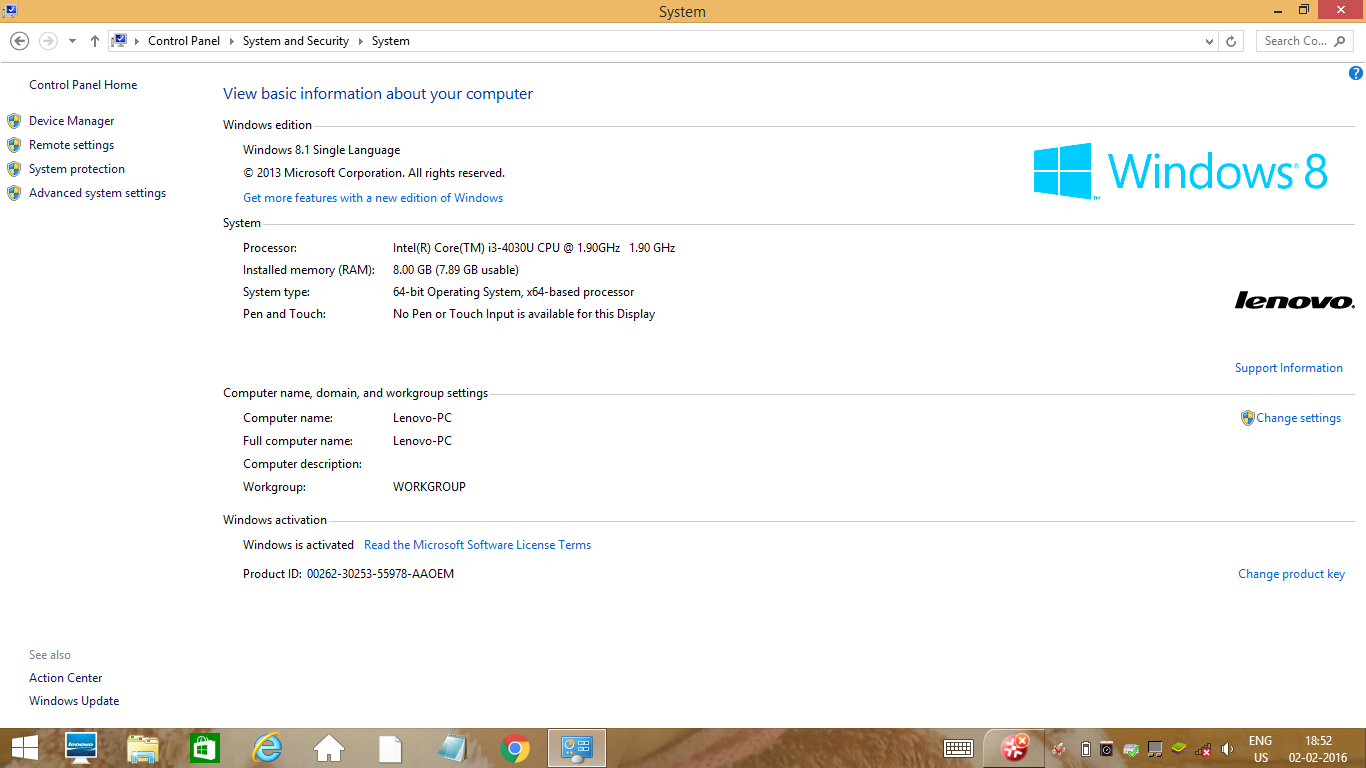 System
Control Panel System and Security System
Search Co...
Control Panel Home
Device Manager
Remote settings
System protection
Advanced system settings
View basic information about your computer
Windows edition
Windows 8.1 Single Language
© 2013 Microsoft Corporation. All rights reserved.
Get more features with a new edition of Windows
Windows® 8
System
Processor: Intel(R) Core(TM) i3-4030U CPU @ 1.90GHz 1.90 GHz
Installed memory (RAM): 8.00 GB (7.89 GB usable)
System type: 64-bit Operating System, x64-based processor
Pen and Touch: No Pen or Touch Input is available for this Display
lenovo.
Support Information
Computer name, domain, and workgroup settings
Computer name: Lenovo-PC
Change settings
Full computer name: Lenovo-PC
Computer description:
Workgroup: WORKGROUP
Windows activation
Windows is activated Read the Microsoft Software License Terms
Product ID: 00262-30253-55978-AAOEM
Change product key
See also
Action Center
Windows Update
lenovo
ENG
US
18:52
02-02-2016